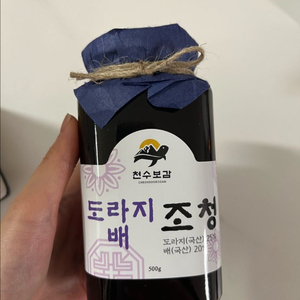 천수보감
CHEONSUBOGAM
도라지
배
조청
도라지(국산)
배(국산) 20%
500g